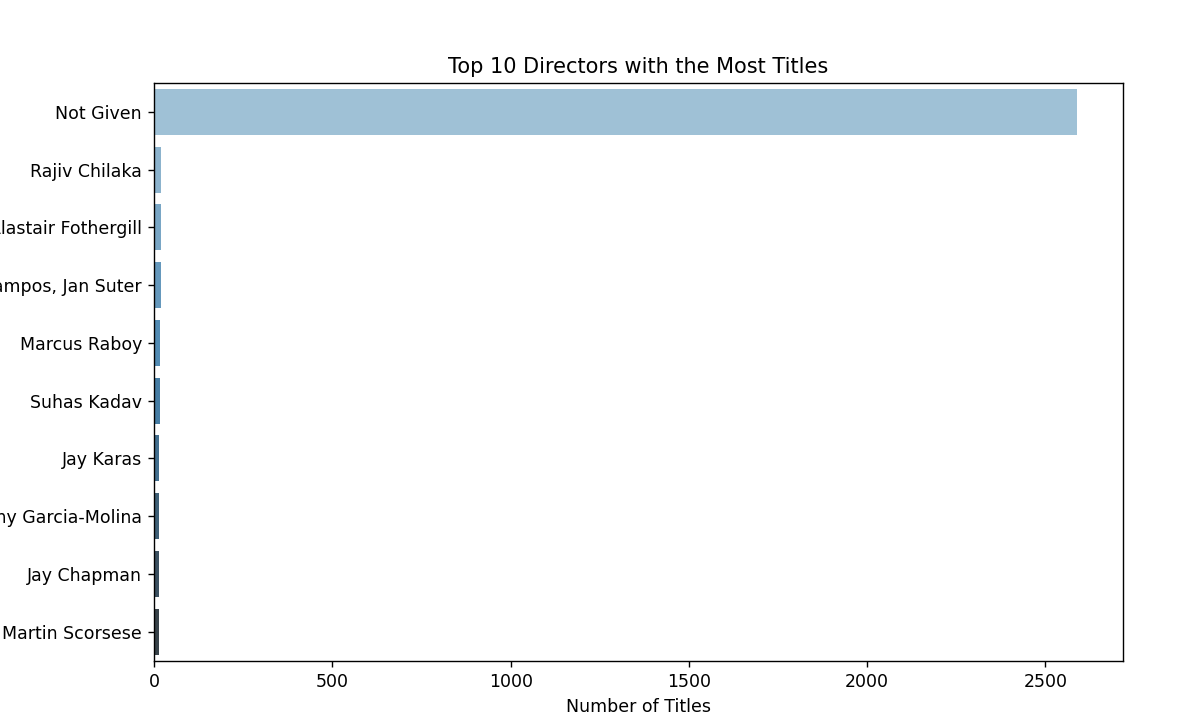 Top 10 Directors with the Most Titles
Not Given
Rajiv Chilaka
lastair Fothergill
ampos, Jan Suter
Marcus Raboy
Suhas Kadav
Jay Karas
ny Garcia-Molina
Jay Chapman
Martin Scorsese
0 500 1000 1500 2000 2500
Number of Titles